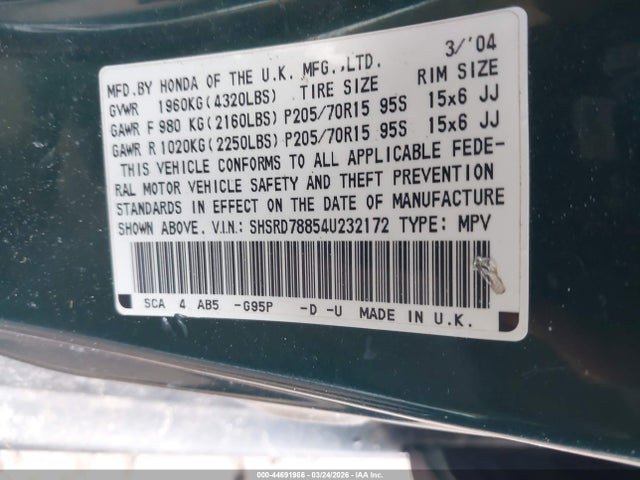 3/'04
MFD.BY HONDA OF THE U.K. MFG.,LTD.
GVWR 1960KG(4320LBS) TIRE SIZE RIM SIZE
GAWR F 980 KG(2160LBS) P205/70R15 95S 15x6 JJ
GAWR R 1020KG(2250LBS) P205/70R15 95S 15x6 JJ
THIS VEHICLE CONFORMS TO ALL APPLICABLE FEDE-
RAL MOTOR VEHICLE SAFETY AND THEFT PREVENTION
STANDARDS IN EFFECT ON THE DATE OF MANUFACTURE
SHOWN ABOVE. V.I.N: SHSRD78854U232172 TYPE: MPV
SCA 4 AB5 -G95P -D -U MADE IN U.K.
000-44691986 - 03/24/2026 - IAA Inc.